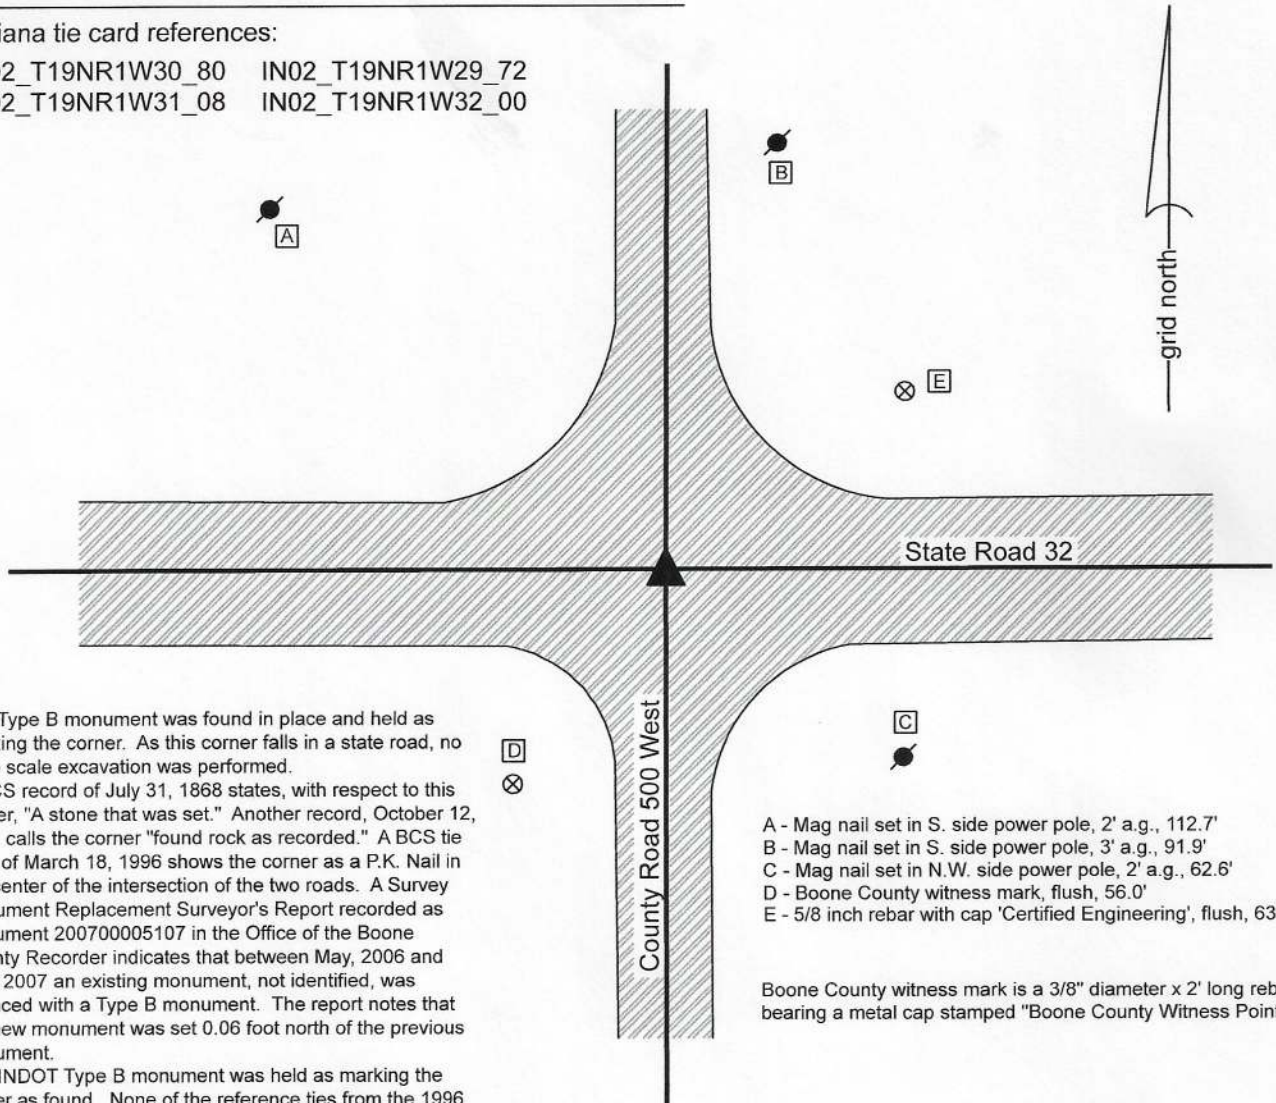 iana tie card references:
2_T19NR1W30_80 IN02_T19NR1W29_72
2_T19NR1W31_08 IN02_T19NR1W32_00
B
A
grid north
E
State Road 32
C
D
County Road 500 West
Type B monument was found in place and held as
ing the corner. As this corner falls in a state road, no
scale excavation was performed.
S record of July 31, 1868 states, with respect to this
er, "A stone that was set." Another record, October 12,
calls the corner "found rock as recorded." A BCS tie
of March 18, 1996 shows the corner as a P.K. Nail in
enter of the intersection of the two roads. A Survey
ument Replacement Surveyor's Report recorded as
ument 200700005107 in the Office of the Boone
nty Recorder indicates that between May, 2006 and
2007 an existing monument, not identified, was
ced with a Type B monument. The report notes that
ew monument was set 0.06 foot north of the previous
ument.
INDOT Type B monument was held as marking the
er as found. None of the reference ties from the 1996
A - Mag nail set in S. side power pole, 2' a.g., 112.7'
B - Mag nail set in S. side power pole, 3' a.g., 91.9'
C - Mag nail set in N.W. side power pole, 2' a.g., 62.6'
D - Boone County witness mark, flush, 56.0'
E - 5/8 inch rebar with cap 'Certified Engineering', flush, 63
Boone County witness mark is a 3/8" diameter x 2' long reb
bearing a metal cap stamped "Boone County Witness Poin